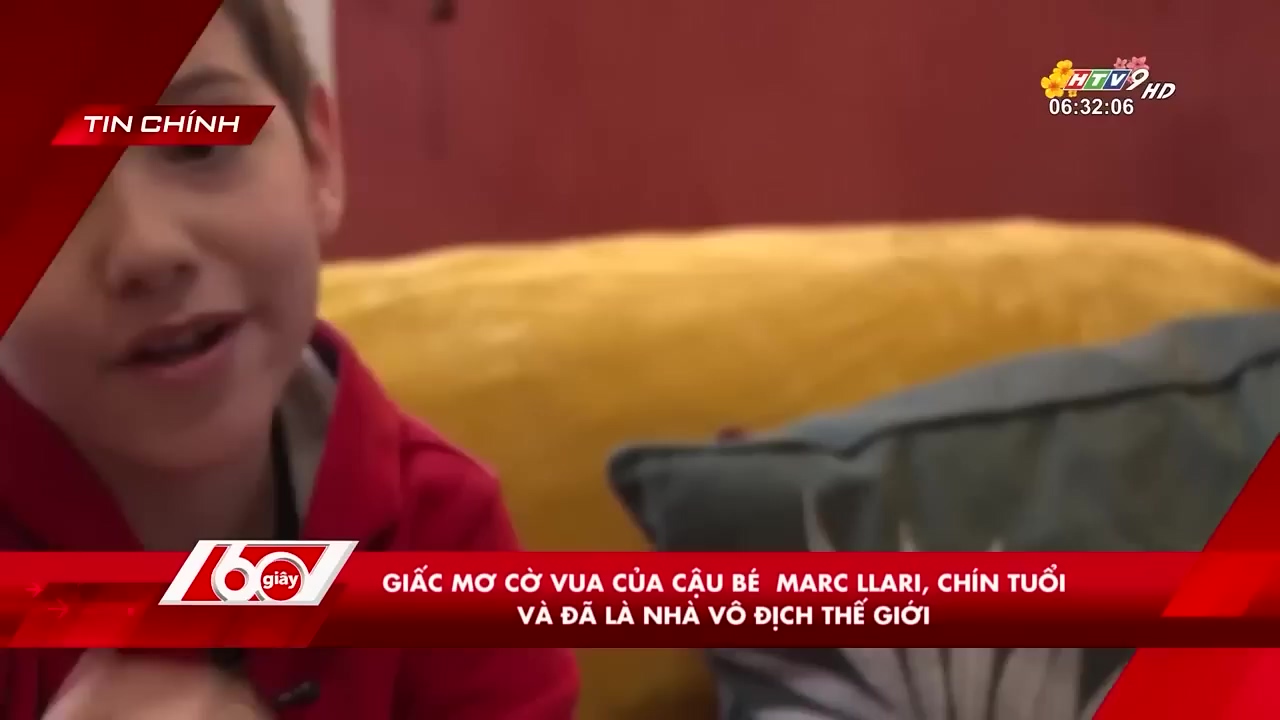 TIN CHÍNH
HTV9 HD
06:32:06
60 giây
GIẤC MƠ CỜ VUA CỦA CẬU BÉ  MARC LLARI, CHÍN TUỔI
VÀ ĐÃ LÀ NHÀ VÔ ĐỊCH THẾ GIỚI